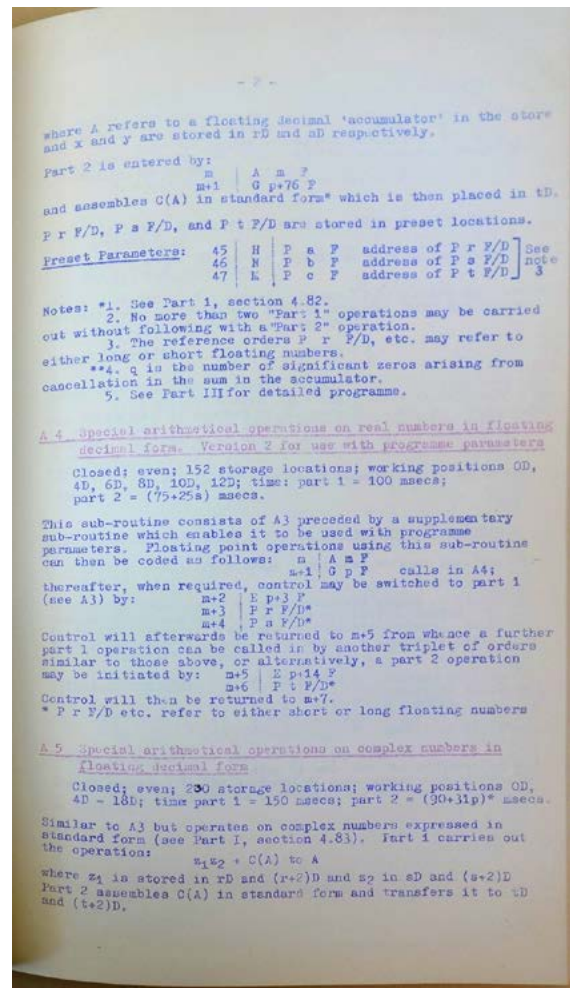 - 2 -
where A refers to a floating decimal 'accumulator' in the store
and x and y are stored in rD and sD respectively.
Part 2 is entered by:
m | A m F
m+1 | G p+76 F
and assembles C(A) in standard form* which is then placed in tD.
P r F/D, P s F/D, and P t F/D are stored in preset locations.
Preset Parameters: 45 | H | P a F address of P r F/D ] See
46 | N | P b F address of P s F/D ] note
47 | M | P c F address of P t F/D ] 3
Notes: *1. See Part 1, section 4.82.
2. No more than two "Part 1" operations may be carried
out without following with a "Part 2" operation.
3. The reference orders P r F/D, etc. may refer to
either long or short floating numbers.
**4. q is the number of significant zeros arising from
cancellation in the sum in the accumulator.
5. See Part III for detailed programme.
A 4 Special arithmetical operations on real numbers in floating
decimal form. Version 2 for use with programme parameters
Closed; even; 152 storage locations; working positions 0D,
4D, 6D, 8D, 10D, 12D; time: part 1 = 100 msecs;
part 2 = (75+25s) msecs.
This sub-routine consists of A3 preceded by a supplementary
sub-routine which enables it to be used with programme
parameters. Floating point operations using this sub-routine
can then be coded as follows: m | A m F
m+1 | G p F calls in A4;
thereafter, when required, control may be switched to part 1
(see A3) by: m+2 | E p+3 F
m+3 | P r F/D*
m+4 | P s F/D*
Control will afterwards be returned to m+5 from whence a further
part 1 operation can be called in by another triplet of orders
similar to those above, or alternatively, a part 2 operation
may be initiated by: m+5 | E p+14 F
m+6 | P t F/D*
Control will then be returned to m+7.
* P r F/D etc. refer to either short or long floating numbers
A 5 Special arithmetical operations on complex numbers in
floating decimal form
Closed; even; 230 storage locations; working positions 0D,
4D - 18D; time part 1 = 150 msecs; part 2 = (90+31p)* msecs.
Similar to A3 but operates on complex numbers expressed in
standard form (see Part I, section 4.83). Part 1 carries out
the operation:
z1z2 + C(A) to A
where z1 is stored in rD and (r+2)D and z2 in sD and (s+2)D
Part 2 assembles C(A) in standard form and transfers it to tD
and (t+2)D.